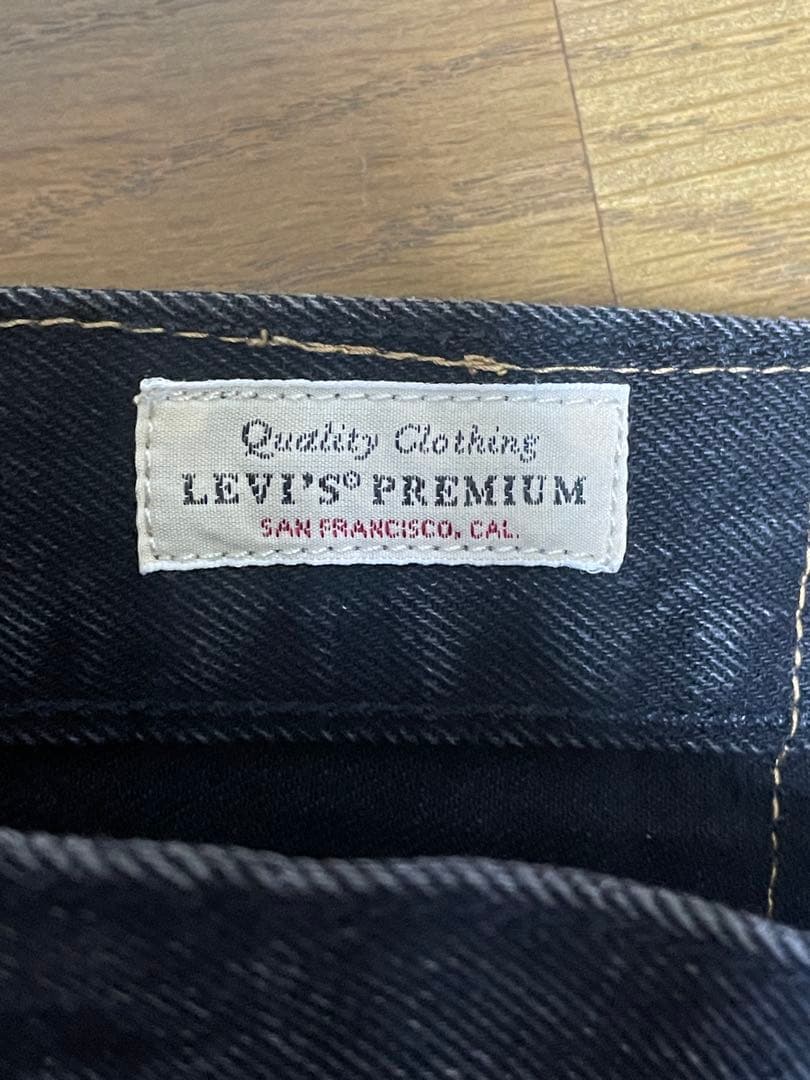 Quality Clothing
LEVI'S® PREMIUM
SAN FRANCISCO, CAL.